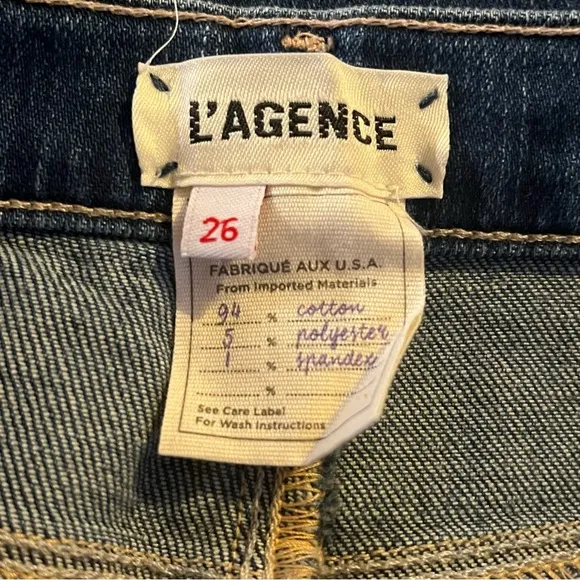 L'AGENCE
26
FABRIQUÉ AUX U.S.A.
From Imported Materials
94 % cotton
5 % polyester
1 % spandex
%
See Care Label
For Wash Instructions